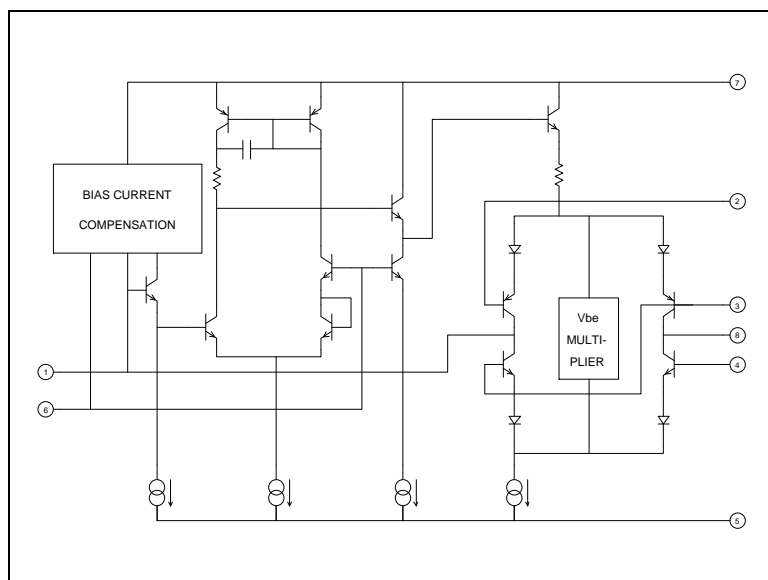 7
BIAS CURRENT
COMPENSATION
2
3
Vbe
MULTI-
PLIER
8
4
1
6
5